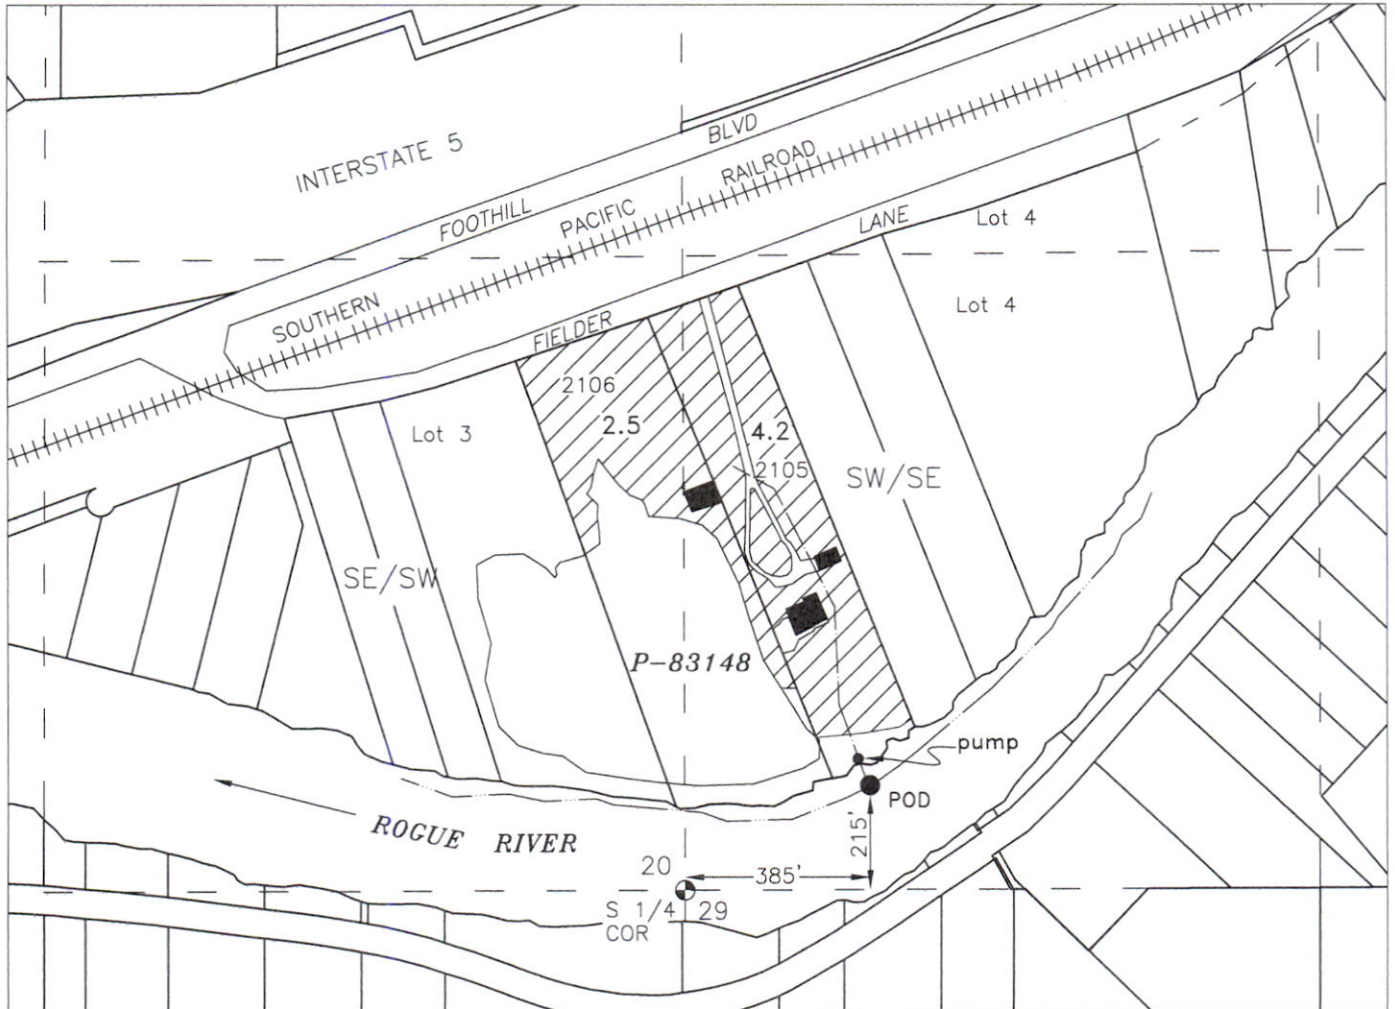 INTERSTATE 5
FOOTHILL BLVD
SOUTHERN PACIFIC RAILROAD
FIELDER LANE
Lot 4
Lot 4
Lot 3
2106
2.5
4.2
2105
SW/SE
SE/SW
P-83148
pump
POD
215'
385'
ROGUE RIVER
20
S 1/4 29
COR